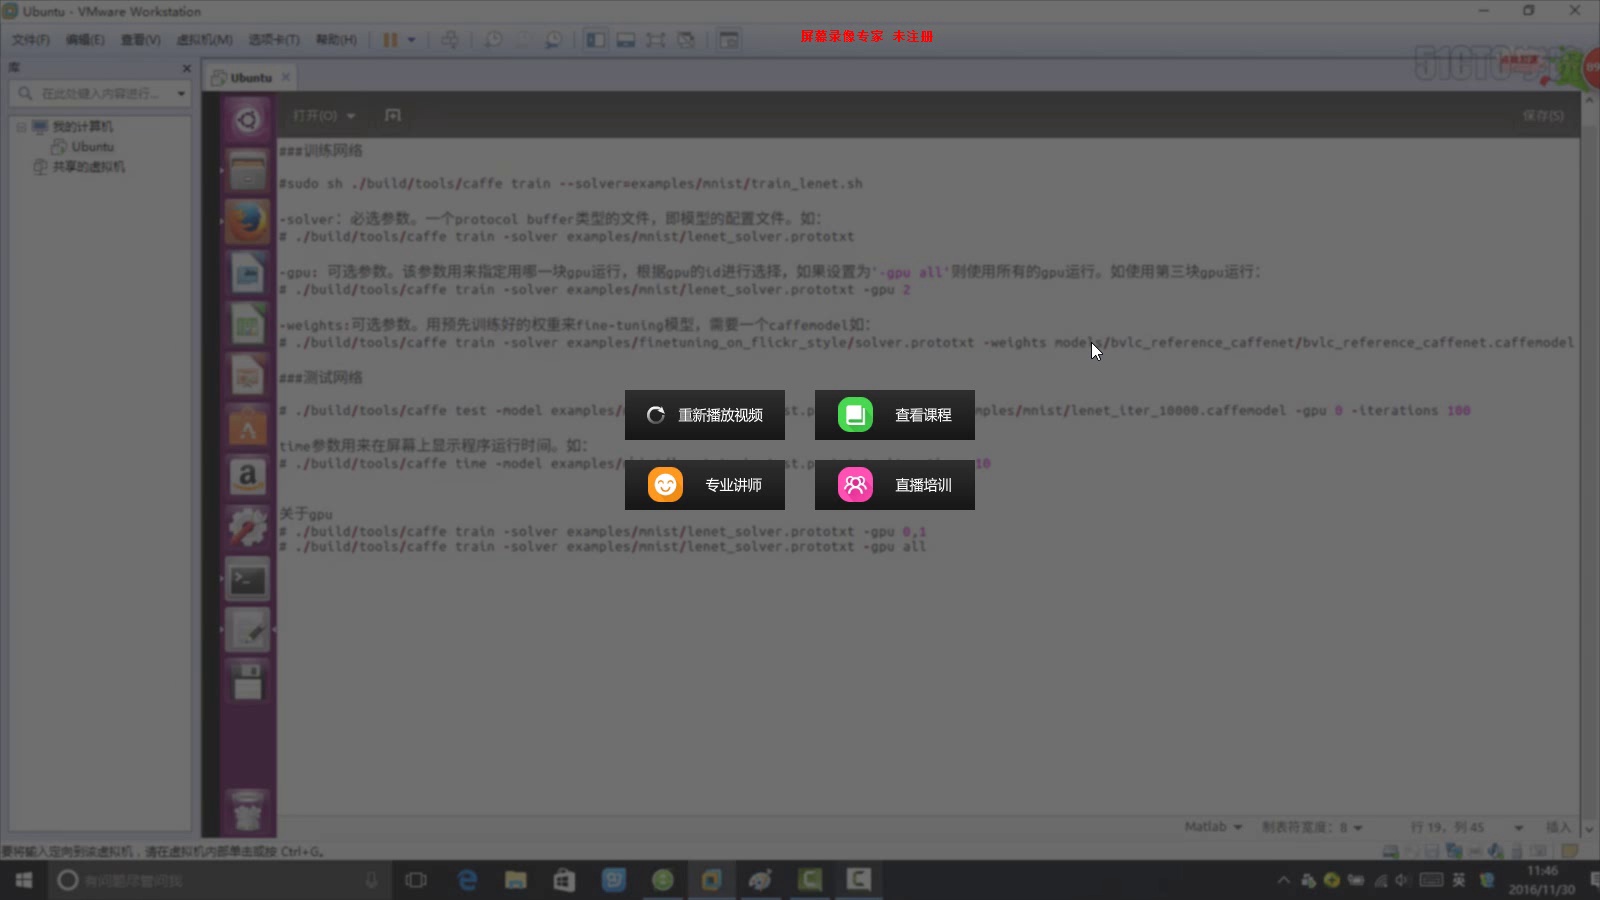 Ubuntu - VMware Workstation
文件(F) 编辑(E) 查看(V) 虚拟机(M) 选项卡(T) 帮助(H)
屏幕录像专家 未注册
51CTO学院
库
Ubuntu
在此处键入内容进行...
我的计算机
Ubuntu
共享的虚拟机
打开(O)
保存(S)
###训练网络
#sudo sh ./build/tools/caffe train --solver=examples/mnist/train_lenet.sh
-solver: 必选参数。一个protocol buffer类型的文件，即模型的配置文件。如:
# ./build/tools/caffe train -solver examples/mnist/lenet_solver.prototxt
-gpu: 可选参数。该参数用来指定用哪一块gpu运行，根据gpu的id进行选择，如果设置为'-gpu all'则使用所有的gpu运行。如使用第三块gpu运行:
# ./build/tools/caffe train -solver examples/mnist/lenet_solver.prototxt -gpu 2
-weights:可选参数。用预先训练好的权重来fine-tuning模型，需要一个caffemodel如:
# ./build/tools/caffe train -solver examples/finetuning_on_flickr_style/solver.prototxt -weights models/bvlc_reference_caffenet/bvlc_reference_caffenet.caffemodel
###测试网络
# ./build/tools/caffe test -model examples/ mples/mnist/lenet_iter_10000.caffemodel -gpu 0 -iterations 100
time参数用来在屏幕上显示程序运行时间。如:
# ./build/tools/caffe time -model examples/ 10
关于gpu
# ./build/tools/caffe train -solver examples/mnist/lenet_solver.prototxt -gpu 0,1
# ./build/tools/caffe train -solver examples/mnist/lenet_solver.prototxt -gpu all
重新播放视频
查看课程
专业讲师
直播培训
Matlab 制表符宽度: 8 行 19, 列 45 插入
要将输入定向到该虚拟机，请在虚拟机内部单击或按 Ctrl+G。
有问题尽管问我
英
11:46
2016/11/30